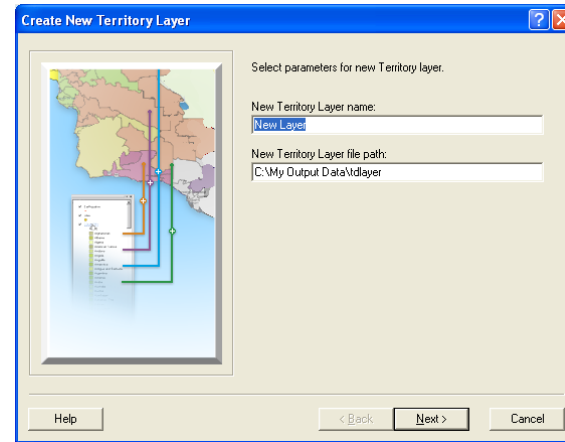 Create New Territory Layer
Select parameters for new Territory layer.
New Territory Layer name:
New Layer
New Territory Layer file path:
C:\My Output Data\tdlayer
Help
< Back
Next >
Cancel